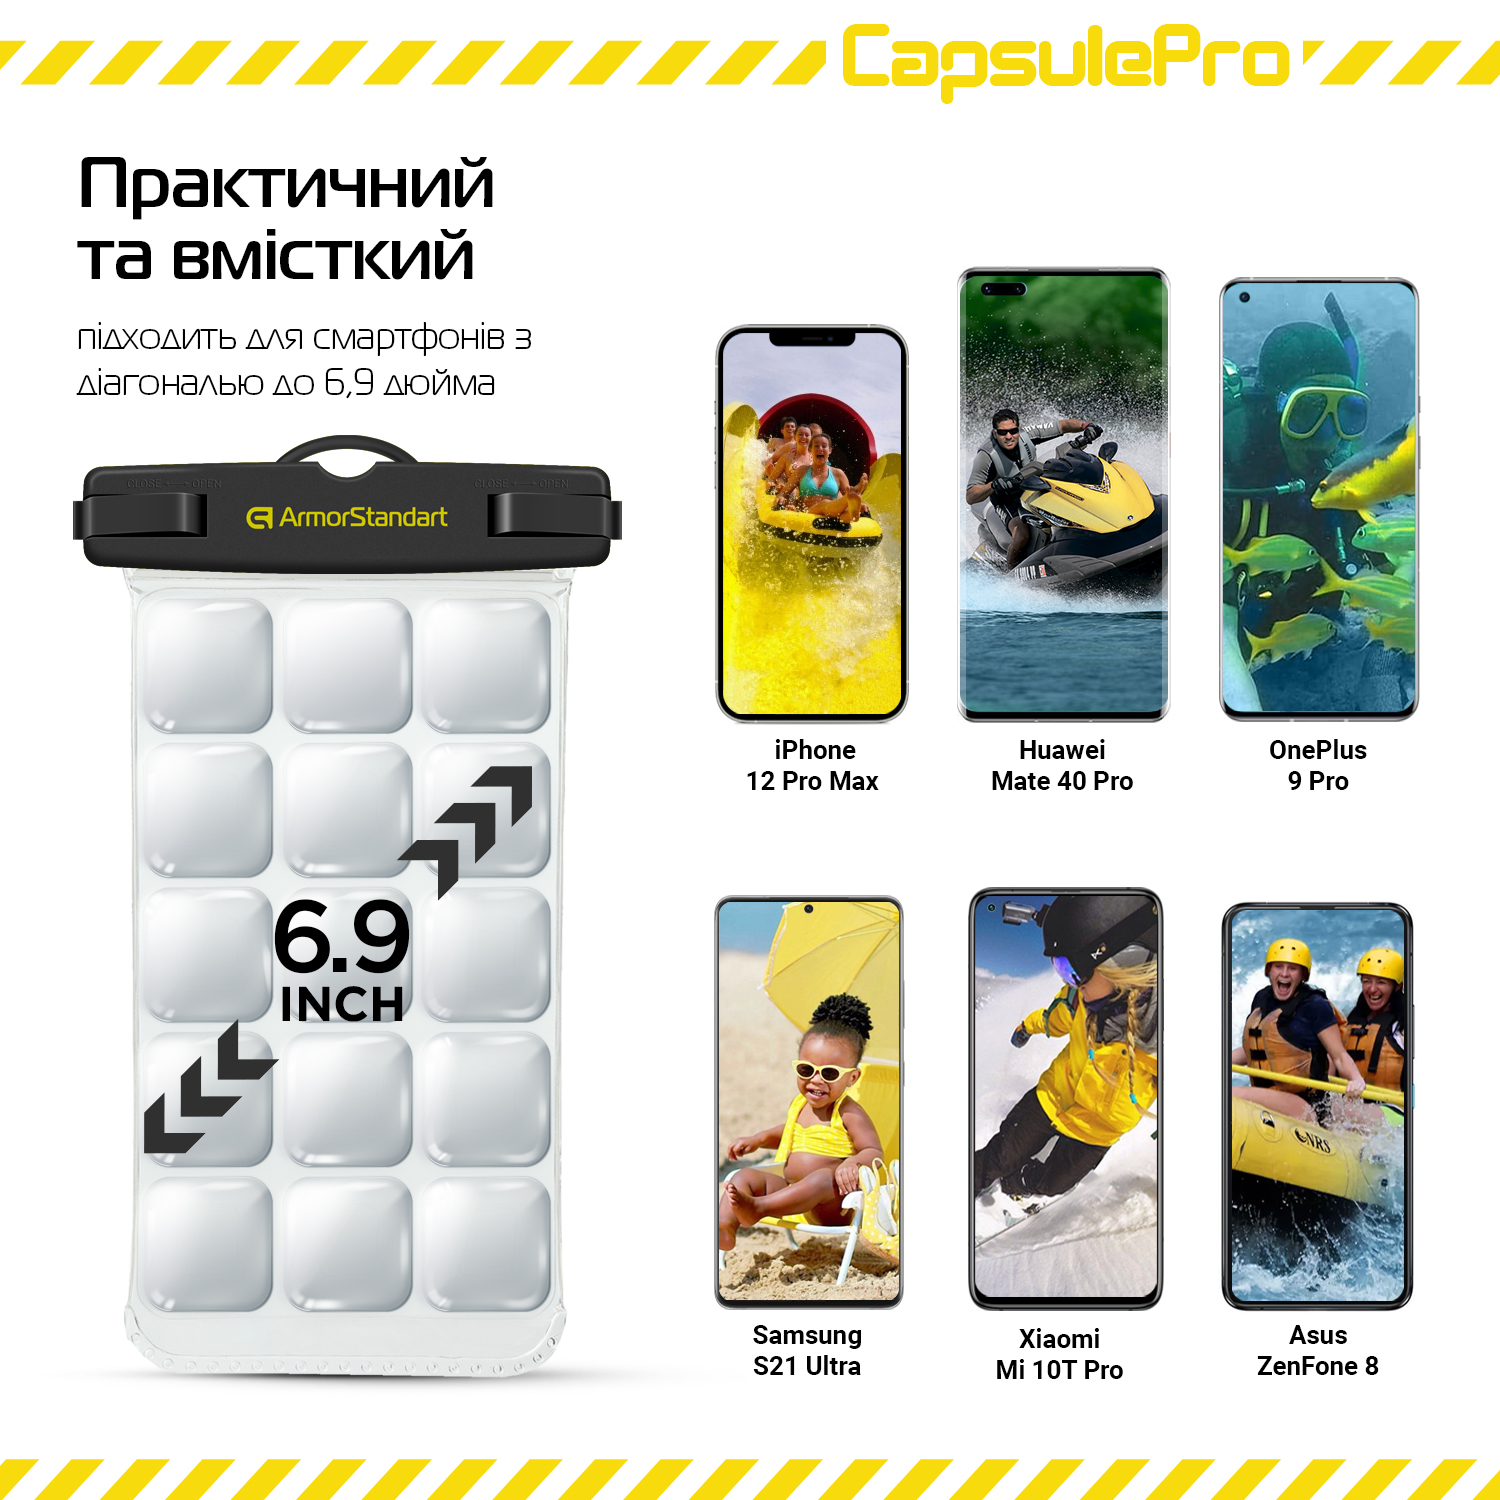 CapsulePro
Практичний
та вмісткий
підходить для смартфонів з
діагоналлю до 6,9 дюйма
CLOSE ←→ OPEN
CLOSE ←→ OPEN
ArmorStandart
6.9
INCH
iPhone
12 Pro Max
Huawei
Mate 40 Pro
OnePlus
9 Pro
NRS
Samsung
S21 Ultra
Xiaomi
Mi 10T Pro
Asus
ZenFone 8